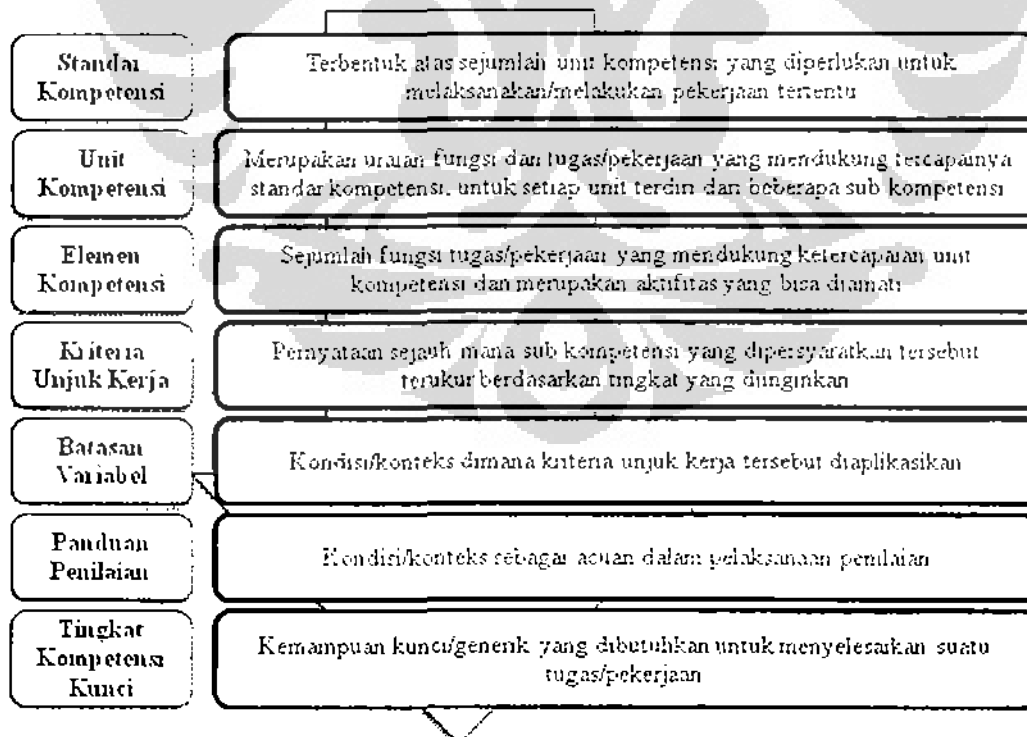 Standar
Kompetensi
Terbentuk atas sejumlah unit kompetensi yang diperlukan untuk
melaksanakan/melakukan pekerjaan tertentu
Unit
Kompetensi
Merupakan uraian fungsi dan tugas/pekerjaan yang mendukung tercapainya
standar kompetensi, untuk setiap unit terdiri dari beberapa sub kompetensi
Elemen
Kompetensi
Sejumlah fungsi tugas/pekerjaan yang mendukung ketercapaian unit
kompetensi dan merupakan aktifitas yang bisa diamati
Kriteria
Unjuk Kerja
Pernyataan sejauh mana sub kompetensi yang dipersyaratkan tersebut
terukur berdasarkan tingkat yang diinginkan
Batasan
Variabel
Kondisi/konteks dimana kriteria unjuk kerja tersebut diaplikasikan
Panduan
Penilaian
Kondisi/konteks sebagai acuan dalam pelaksanaan penilaian
Tingkat
Kompetensi
Kunci
Kemampuan kunci/generik yang dibutuhkan untuk menyelesaikan suatu
tugas/pekerjaan